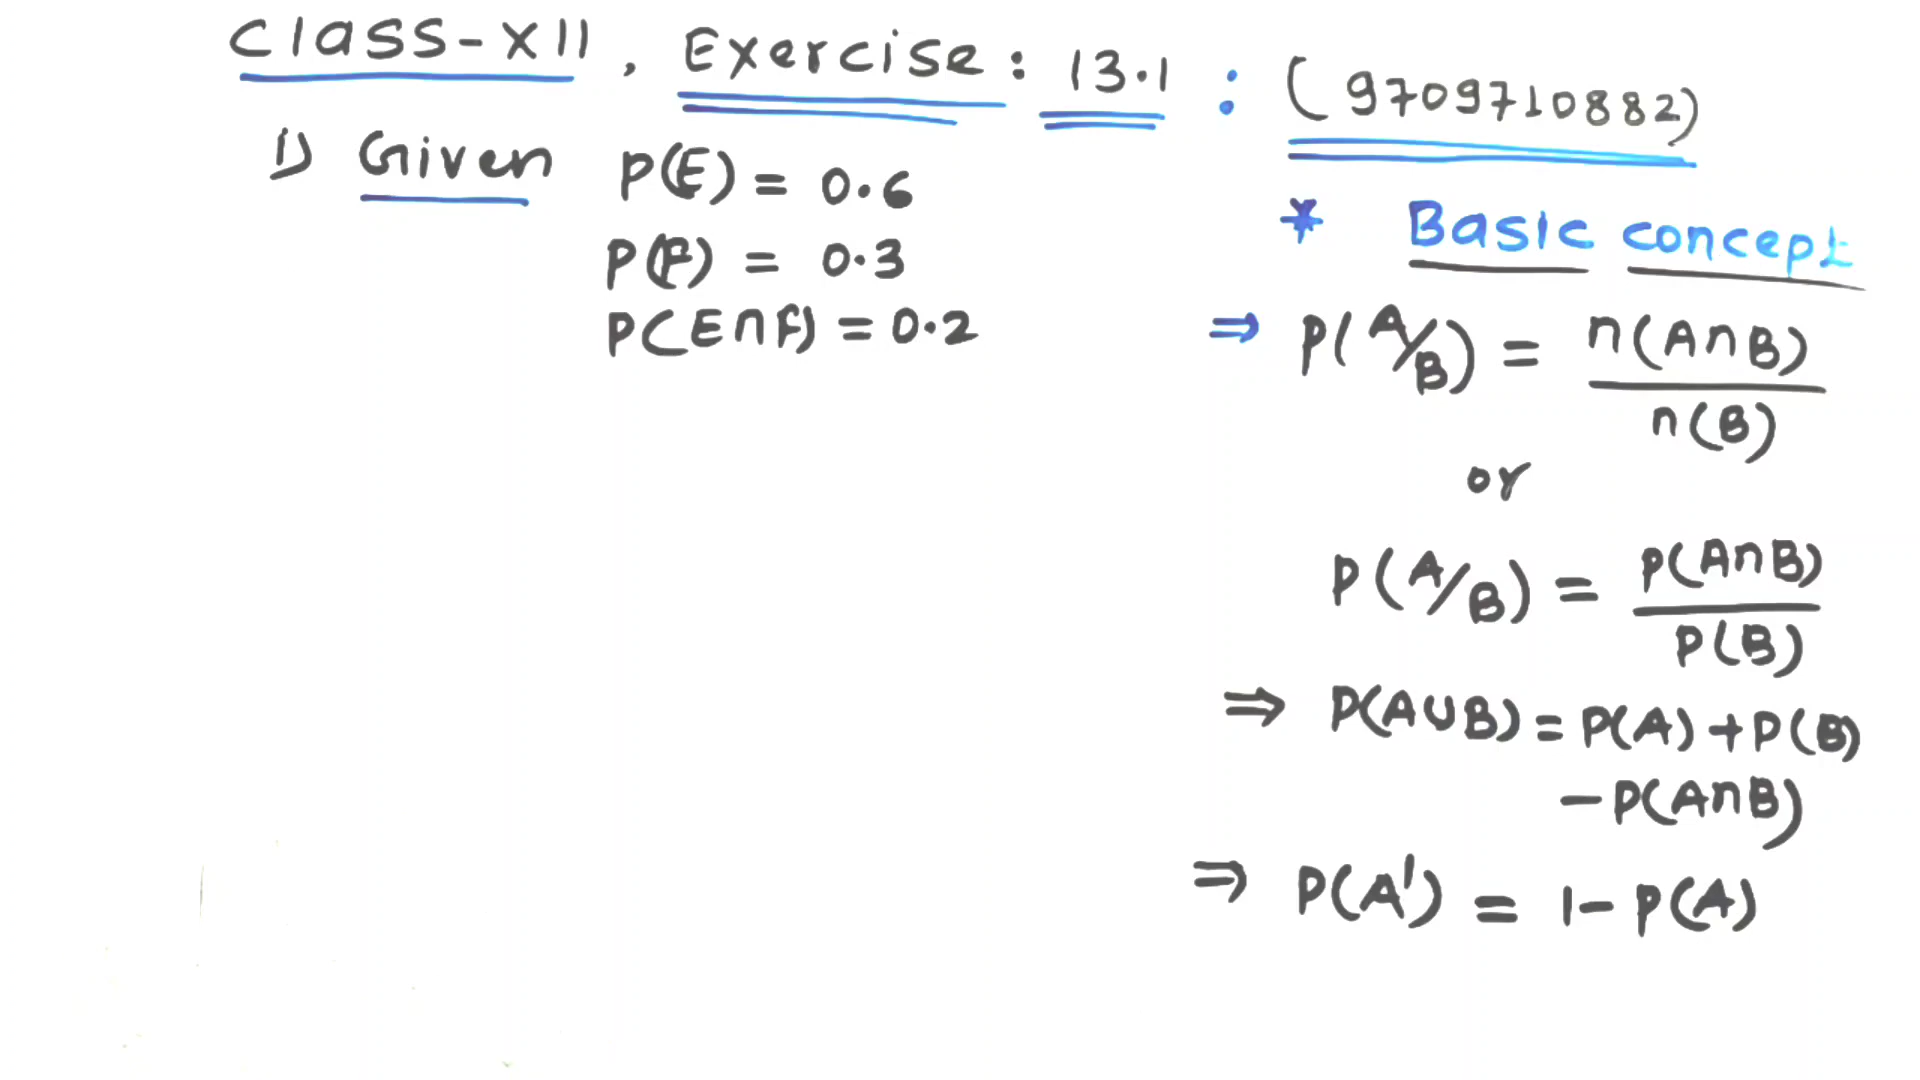 Class-XII, Exercise: 13.1 : (9709710882)
1) Given P(E) = 0.6
P(F) = 0.3
P(E∩F) = 0.2
* Basic concept
⇒ P(A/B) = n(A∩B)
n(B)
or
P(A/B) = P(A∩B)
P(B)
⇒ P(A∪B) = P(A) + P(B)
- P(A∩B)
⇒ P(A') = 1 - P(A)